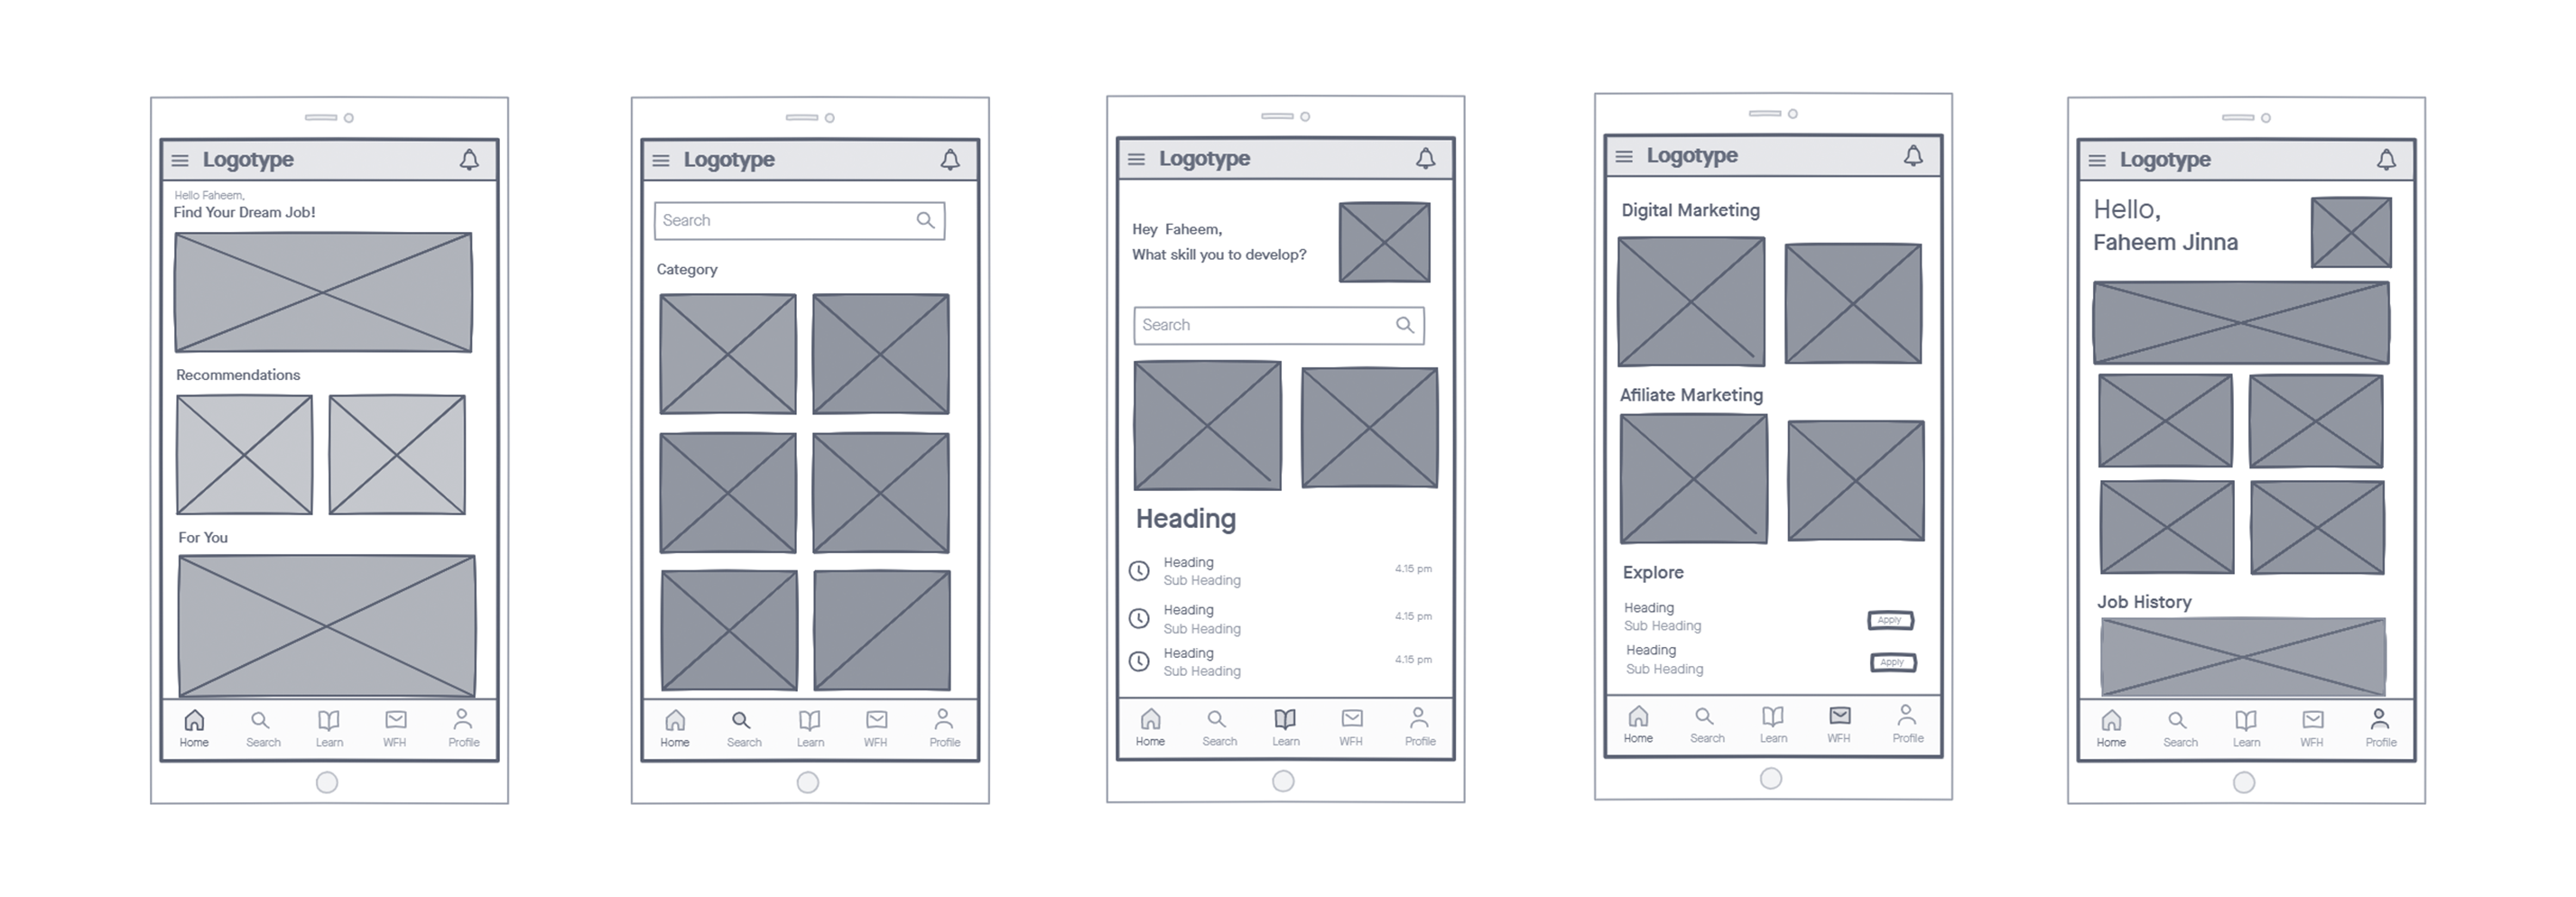 Logotype
Hello Faheem,
Find Your Dream Job!
Recommendations
For You
Home Search Learn WFH Profile
Logotype
Search
Category
Home Search Learn WFH Profile
Logotype
Hey Faheem,
What skill you to develop?
Search
Heading
Heading
Sub Heading
4.15 pm
Heading
Sub Heading
4.15 pm
Heading
Sub Heading
4.15 pm
Home Search Learn WFH Profile
Logotype
Digital Marketing
Afiliate Marketing
Explore
Heading
Sub Heading
Apply
Heading
Sub Heading
Apply
Home Search Learn WFH Profile
Logotype
Hello,
Faheem Jinna
Job History
Home Search Learn WFH Profile